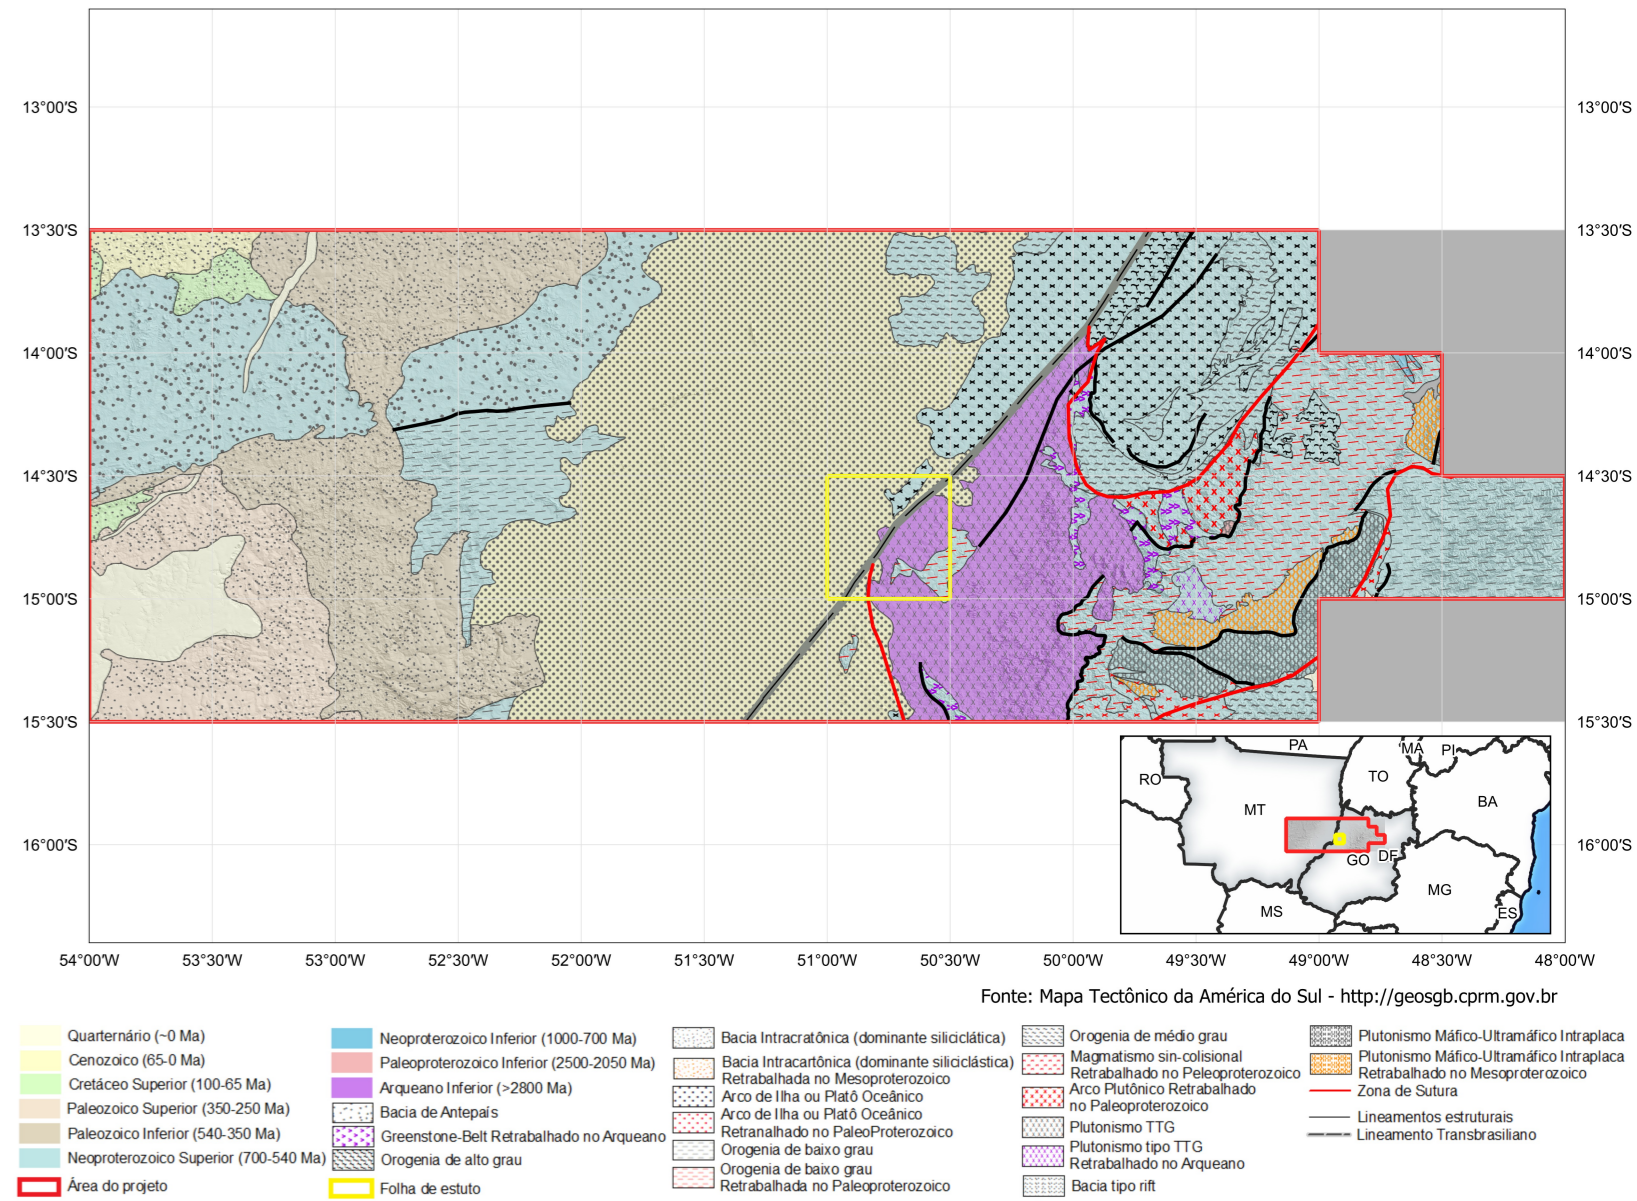 13°00'S
13°00'S
13°30'S
13°30'S
14°00'S
14°00'S
14°30'S
14°30'S
15°00'S
15°00'S
15°30'S
15°30'S
PA
MA
PI
RO
TO
MT
BA
16°00'S
16°00'S
GO
DF
MG
MS
ES
54°00'W
53°30'W
53°00'W
52°30'W
52°00'W
51°30'W
51°00'W
50°30'W
50°00'W
49°30'W
49°00'W
48°30'W
48°00'W
Fonte: Mapa Tectônico da América do Sul - http://geosgb.cprm.gov.br
Quarternário (~0 Ma)
Cenozoico (65-0 Ma)
Cretáceo Superior (100-65 Ma)
Paleozoico Superior (350-250 Ma)
Paleozoico Inferior (540-350 Ma)
Neoproterozoico Superior (700-540 Ma)
Área do projeto
Neoproterozoico Inferior (1000-700 Ma)
Paleoproterozoico Inferior (2500-2050 Ma)
Arqueano Inferior (>2800 Ma)
Bacia de Antepaís
Greenstone-Belt Retrabalhado no Arqueano
Orogenia de alto grau
Folha de estuto
Bacia Intracratônica (dominante siliciclática)
Bacia Intracartônica (dominante siliciclástica)
Retrabalhada no Mesoproterozoico
Arco de Ilha ou Platô Oceânico
Arco de Ilha ou Platô Oceânico
Retranalhado no PaleoProterozoico
Orogenia de baixo grau
Orogenia de baixo grau
Retrabalhada no Paleoproterozoico
Orogenia de médio grau
Magmatismo sin-colisional
Retrabalhado no Peleoproterozoico
Arco Plutônico Retrabalhado
no Paleoproterozoico
Plutonismo TTG
Plutonismo tipo TTG
Retrabalhado no Arqueano
Bacia tipo rift
Plutonismo Máfico-Ultramáfico Intraplaca
Plutonismo Máfico-Ultramáfico Intraplaca
Retrabalhado no Mesoproterozoico
Zona de Sutura
Lineamentos estruturais
Lineamento Transbrasiliano